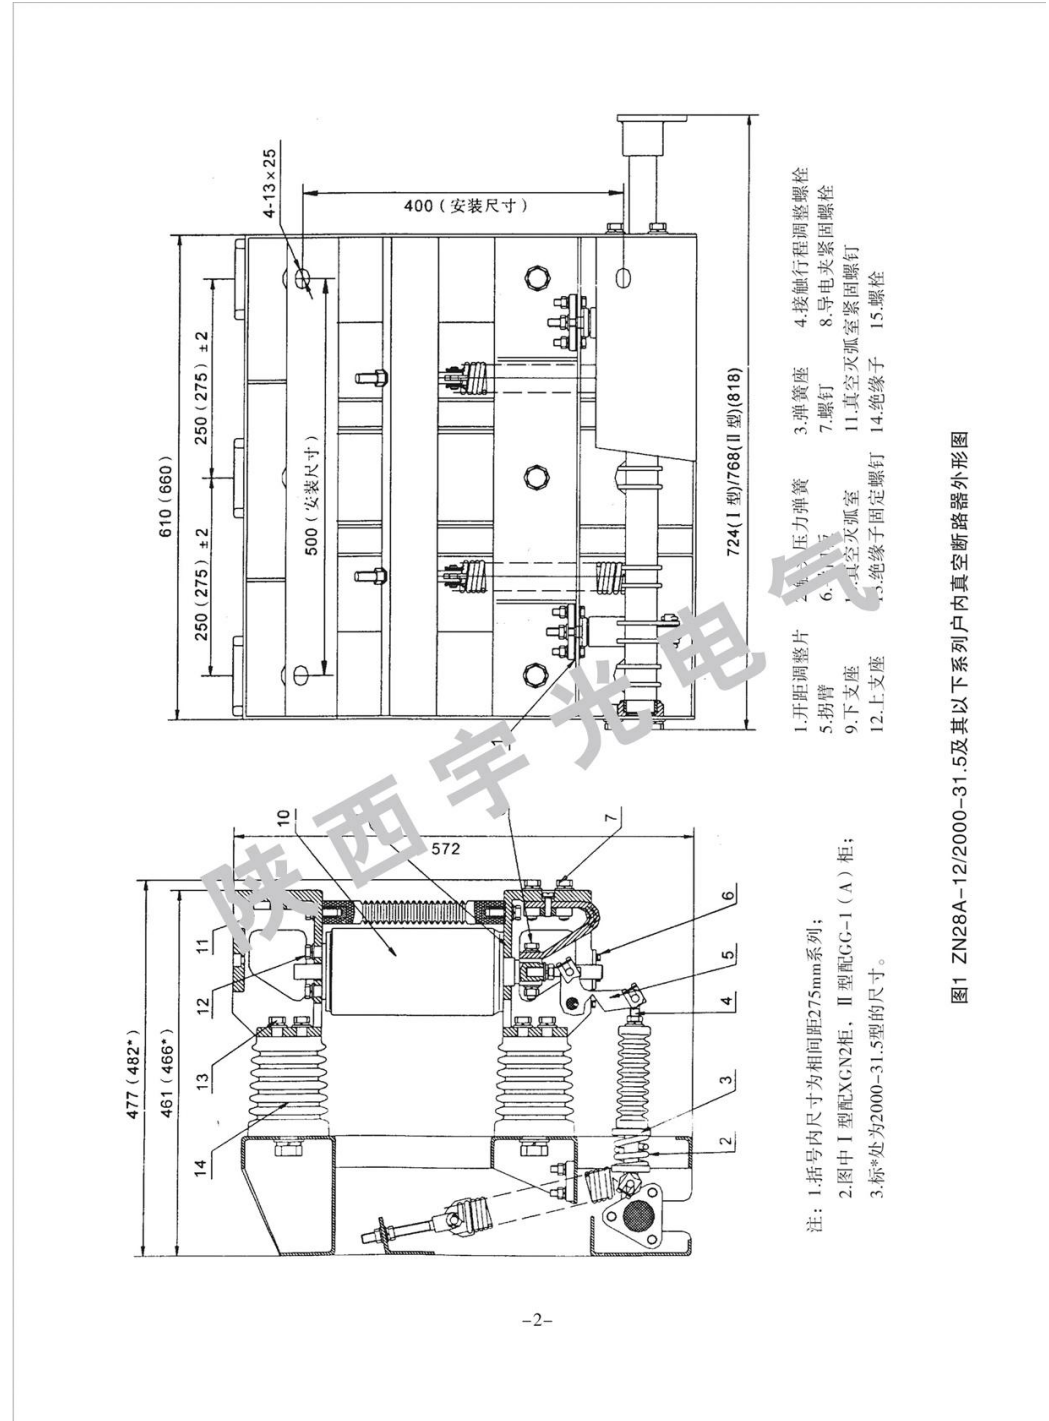 477（482*）
461（466*）
572
14
13
12
11
10
7
6
5
4
3
2
1
610（660）
250（275）±2
250（275）±2
500（安装尺寸）
4-13×25
400（安装尺寸）
724(Ⅰ型)/768(Ⅱ型)(818)
注：1.括号内尺寸为相间距275mm系列；
2.图中Ⅰ型配XGN2柜，Ⅱ型配GG-1（A）柜；
3.标*处为2000-31.5型的尺寸。
1.开距调整片 压力弹簧 3.弹簧座 4.接触行程调整螺栓
5.拐臂 6. 7.螺钉 8.导电夹紧固螺栓
9.下支座 真空灭弧室 11.真空灭弧室紧固螺钉
12.上支座 13.绝缘子固定螺钉 14.绝缘子 15.螺栓
图1 ZN28A-12/2000-31.5及其以下系列户内真空断路器外形图
陕西宇光电气
-2-